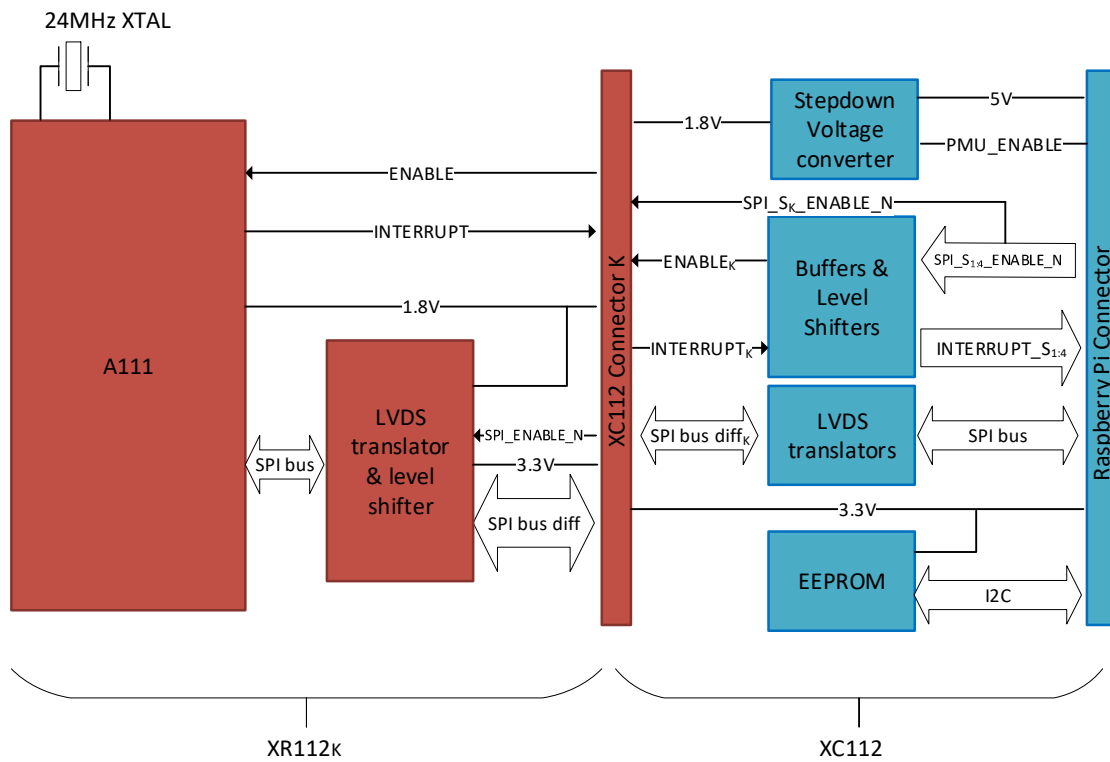 24MHz XTAL
A111
ENABLE
INTERRUPT
1.8V
LVDS
translator
& level
shifter
SPI bus
SPI_ENABLE_N
3.3V
SPI bus diff
XC112 Connector K
1.8V
Stepdown
Voltage
converter
5V
PMU_ENABLE
SPI_SK_ENABLE_N
ENABLEK
INTERRUPTK
Buffers &
Level
Shifters
SPI_S1:4_ENABLE_N
INTERRUPT_S1:4
SPI bus diffK
LVDS
translators
SPI bus
3.3V
EEPROM
I2C
Raspberry Pi Connector
XR112K
XC112